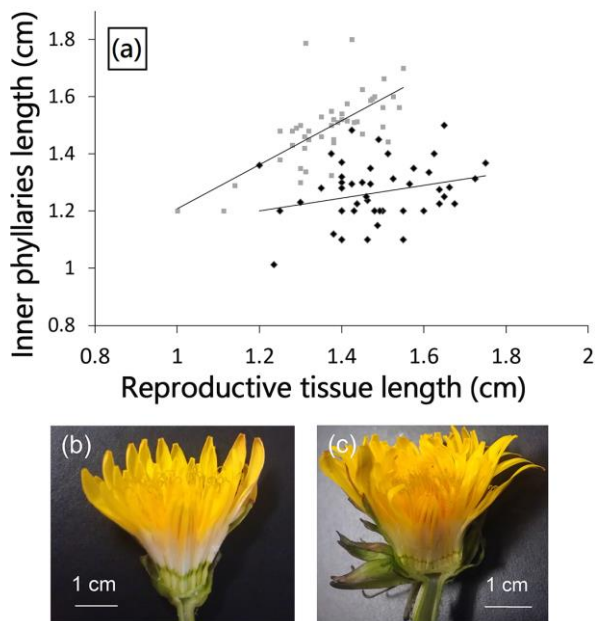 (a)
Inner phyllaries length (cm)
1.8
1.6
1.4
1.2
1
0.8
0.8 1 1.2 1.4 1.6 1.8 2
Reproductive tissue length (cm)
(b)
1 cm
(c)
1 cm